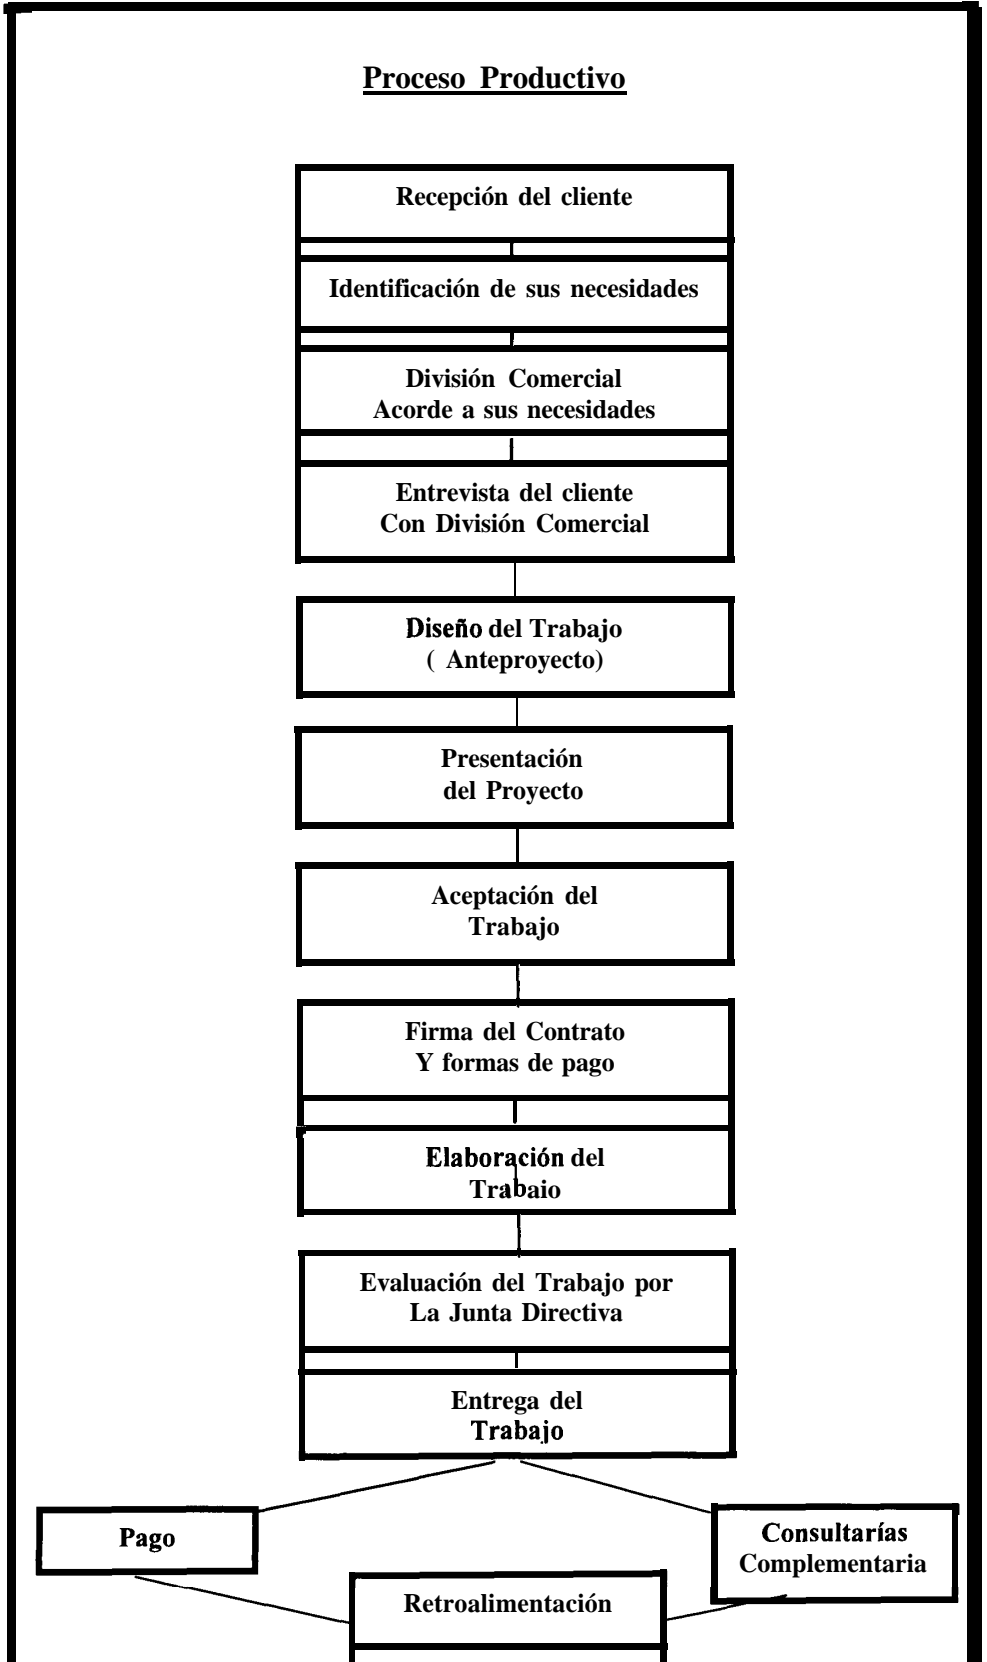 Proceso Productivo
Recepción del cliente
Identificación de sus necesidades
División Comercial
Acorde a sus necesidades
Entrevista del cliente
Con División Comercial
Diseño del Trabajo
( Anteproyecto)
Presentación
del Proyecto
Aceptación del
Trabajo
Firma del Contrato
Y formas de pago
Elaboración del
Trabaio
Evaluación del Trabajo por
La Junta Directiva
Entrega del
Trabajo
Pago
Consultarías
Complementaria
Retroalimentación